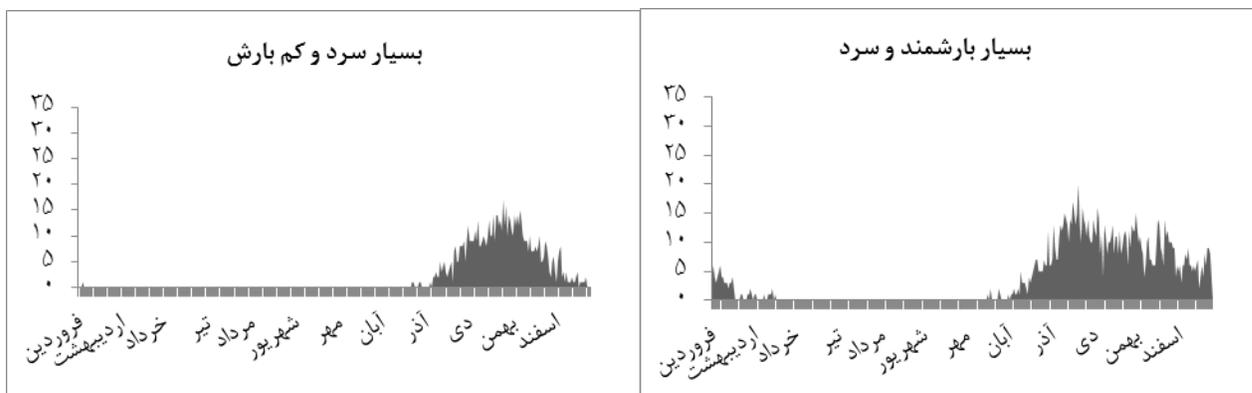 بسیار بارشمند و سرد
۳۵
۳۰
۲۵
۲۰
۱۵
۱۰
۵
۰
فروردین
اردیبهشت
خرداد
تیر
مرداد
شهریور
مهر
آبان
آذر
دی
بهمن
اسفند
بسیار سرد و کم بارش
۳۵
۳۰
۲۵
۲۰
۱۵
۱۰
۵
۰
فروردین
اردیبهشت
خرداد
تیر
مرداد
شهریور
مهر
آبان
آذر
دی
بهمن
اسفند